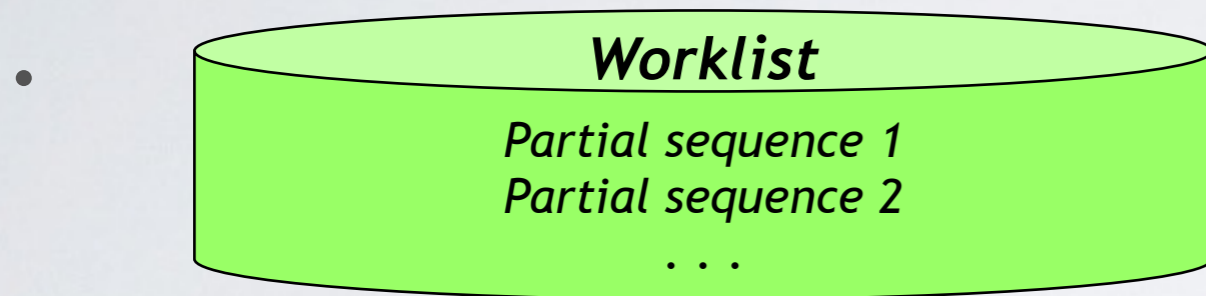 Worklist
Partial sequence 1
Partial sequence 2
. . .